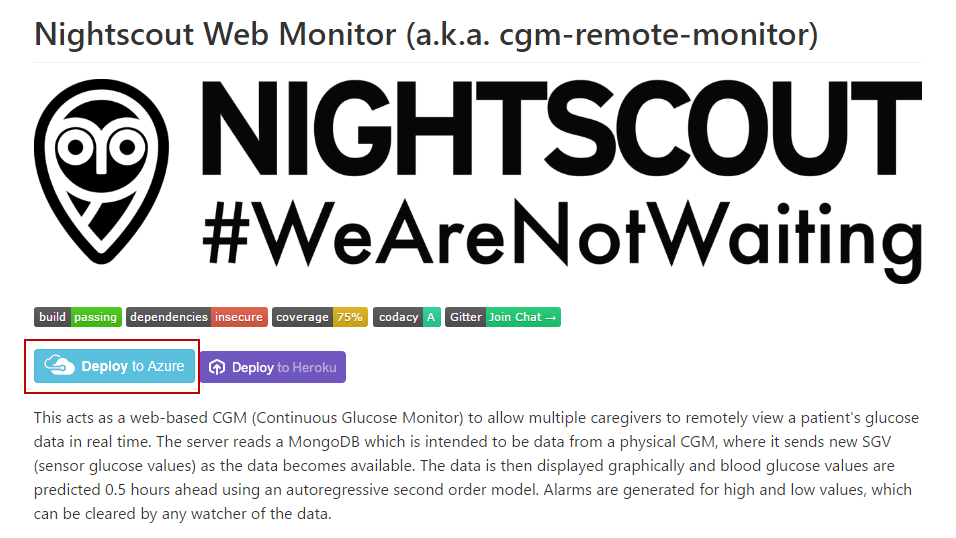 Nightscout Web Monitor (a.k.a. cgm-remote-monitor)
NIGHTSCOUT
#WeAreNotWaiting
build passing dependencies insecure coverage 75% codacy A Gitter Join Chat →
Deploy to Azure Deploy to Heroku
This acts as a web-based CGM (Continuous Glucose Monitor) to allow multiple caregivers to remotely view a patient's glucose
data in real time. The server reads a MongoDB which is intended to be data from a physical CGM, where it sends new SGV
(sensor glucose values) as the data becomes available. The data is then displayed graphically and blood glucose values are
predicted 0.5 hours ahead using an autoregressive second order model. Alarms are generated for high and low values, which
can be cleared by any watcher of the data.